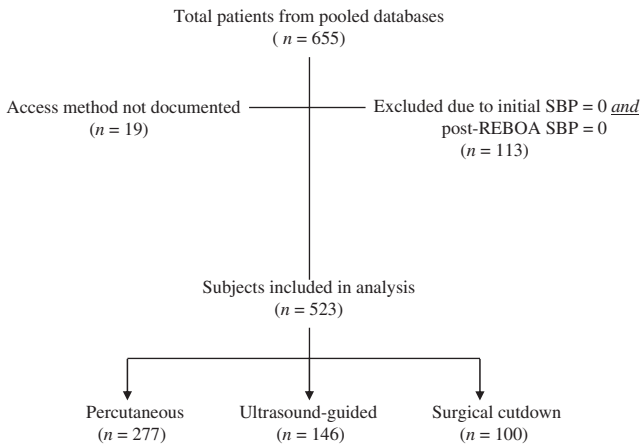 Total patients from pooled databases
( n = 655)
Access method not documented
(n = 19)
Excluded due to initial SBP = 0 and
post-REBOA SBP = 0
(n = 113)
Subjects included in analysis
(n = 523)
Percutaneous
(n = 277)
Ultrasound-guided
(n = 146)
Surgical cutdown
(n = 100)